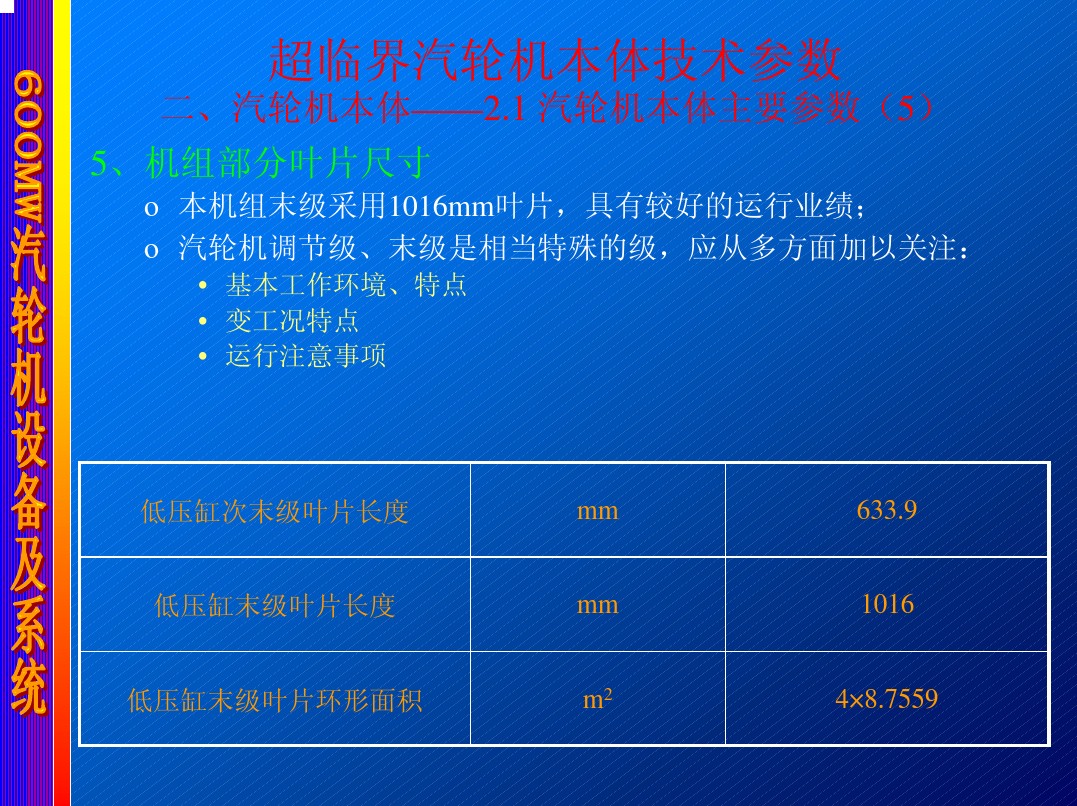 600MW汽轮机设备及系统
超临界汽轮机本体技术参数
二、汽轮机本体——2.1 汽轮机本体主要参数（5）
5、机组部分叶片尺寸
o 本机组末级采用1016mm叶片，具有较好的运行业绩；
o 汽轮机调节级、末级是相当特殊的级，应从多方面加以关注：
• 基本工作环境、特点
• 变工况特点
• 运行注意事项
低压缸次末级叶片长度 mm 633.9
低压缸末级叶片长度 mm 1016
低压缸末级叶片环形面积 m² 4×8.7559